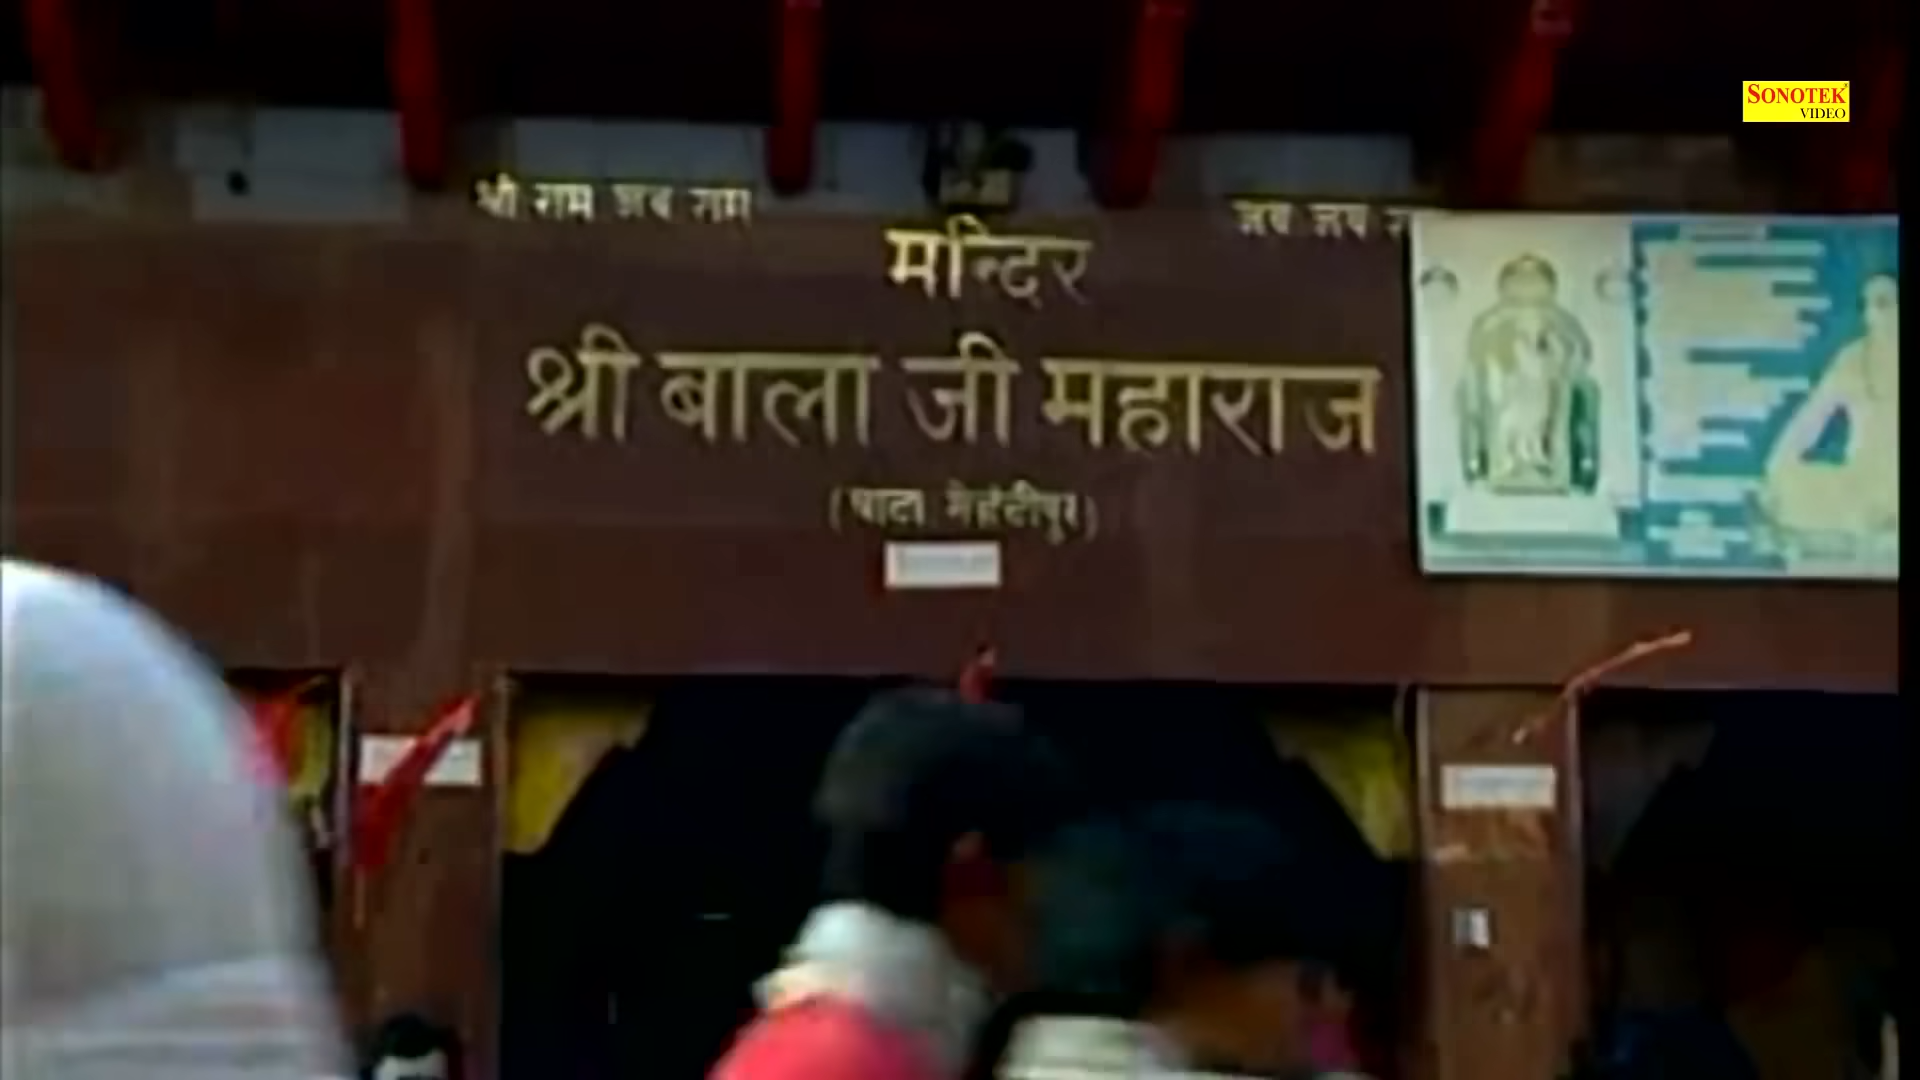 SONOTEK
VIDEO
श्री राम जय राम
जय जय
मन्दिर
श्री बाला जी महाराज
(घाटा मेहंदीपुर)